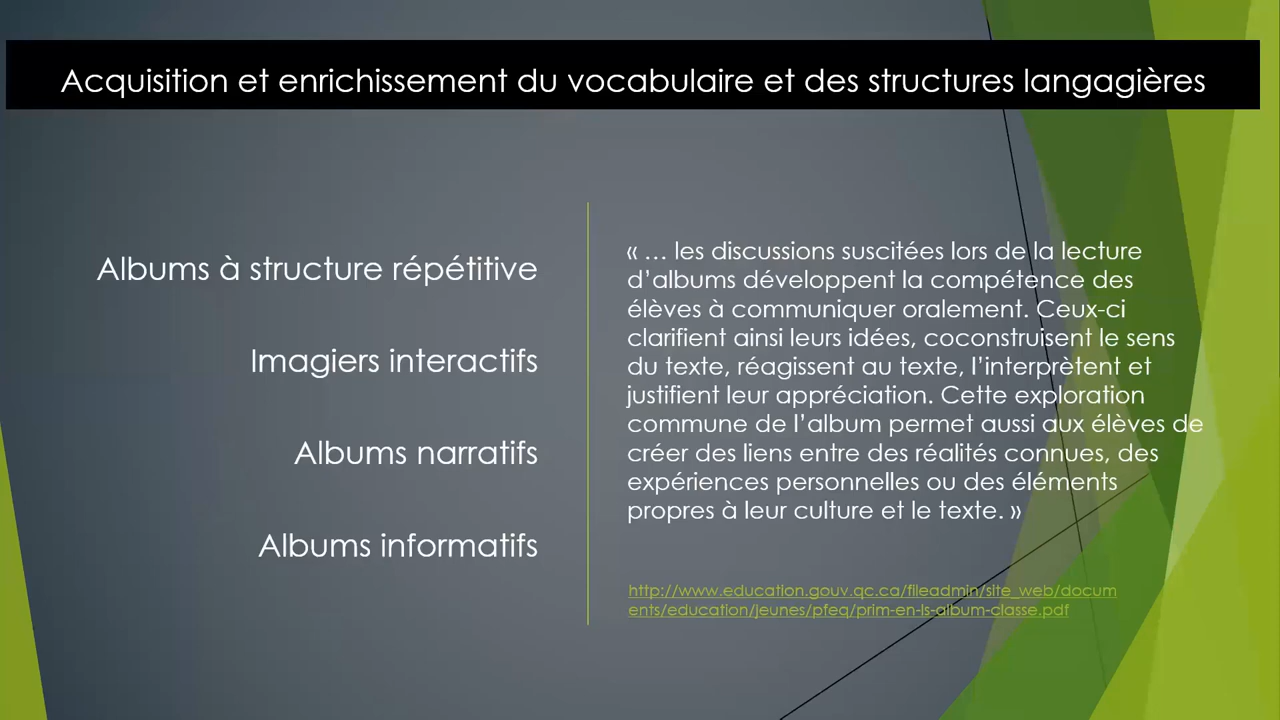 Acquisition et enrichissement du vocabulaire et des structures langagières
Albums à structure répétitive
Imagiers interactifs
Albums narratifs
Albums informatifs
« … les discussions suscitées lors de la lecture
d’albums développent la compétence des
élèves à communiquer oralement. Ceux-ci
clarifient ainsi leurs idées, coconstruisent le sens
du texte, réagissent au texte, l’interprètent et
justifient leur appréciation. Cette exploration
commune de l’album permet aussi aux élèves de
créer des liens entre des réalités connues, des
expériences personnelles ou des éléments
propres à leur culture et le texte. »
http://www.education.gouv.qc.ca/fileadmin/site_web/docum
ents/education/jeunes/pfeq/prim-en-ls-album-classe.pdf